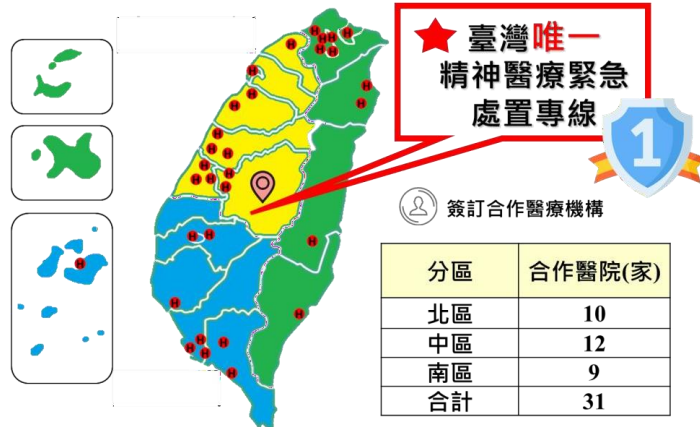 臺灣唯一
精神醫療緊急
處置專線
1
簽訂合作醫療機構
分區 合作醫院(家)
北區 10
中區 12
南區 9
合計 31
H H H H H H H H H H H H H H H H H H H H H H H H H H H H H H H